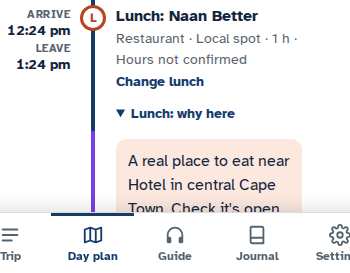 ARRIVE
12:24 pm
LEAVE
1:24 pm
L
Lunch: Naan Better
Restaurant · Local spot · 1 h ·
Hours not confirmed
Change lunch
▼ Lunch: why here
A real place to eat near
Hotel in central Cape
Town. Check it's open
Trip
Day plan
Guide
Journal
Settin